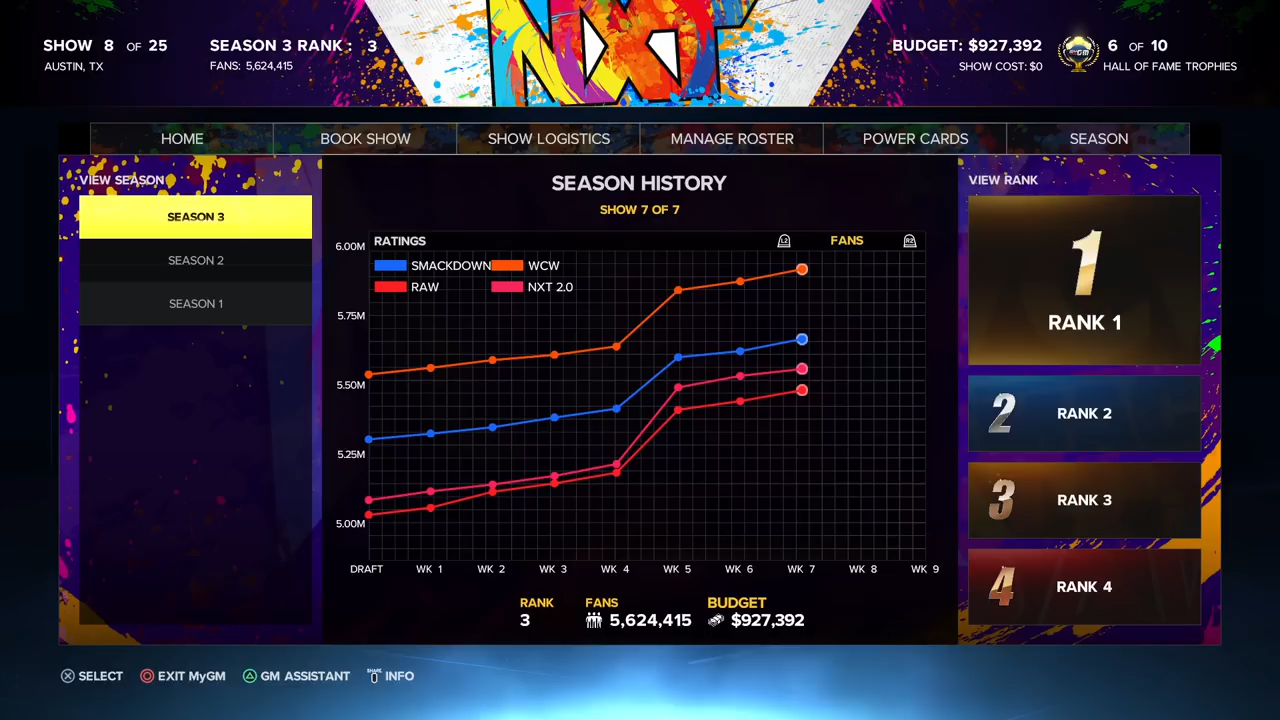 NXT
SHOW 8 OF 25
AUSTIN, TX
SEASON 3 RANK : 3
FANS: 5,624,415
BUDGET: $927,392
SHOW COST: $0
6 OF 10
HALL OF FAME TROPHIES
HOME
BOOK SHOW
SHOW LOGISTICS
MANAGE ROSTER
POWER CARDS
SEASON
VIEW SEASON
SEASON 3
SEASON 2
SEASON 1
SEASON HISTORY
SHOW 7 OF 7
RATINGS
L2
FANS
R2
SMACKDOWN
WCW
RAW
NXT 2.0
6.00M
5.75M
5.50M
5.25M
5.00M
DRAFT
WK 1
WK 2
WK 3
WK 4
WK 5
WK 6
WK 7
WK 8
WK 9
RANK
3
FANS
5,624,415
BUDGET
$927,392
VIEW RANK
1
RANK 1
2
RANK 2
3
RANK 3
4
RANK 4
SELECT
EXIT MyGM
GM ASSISTANT
SHARE
INFO